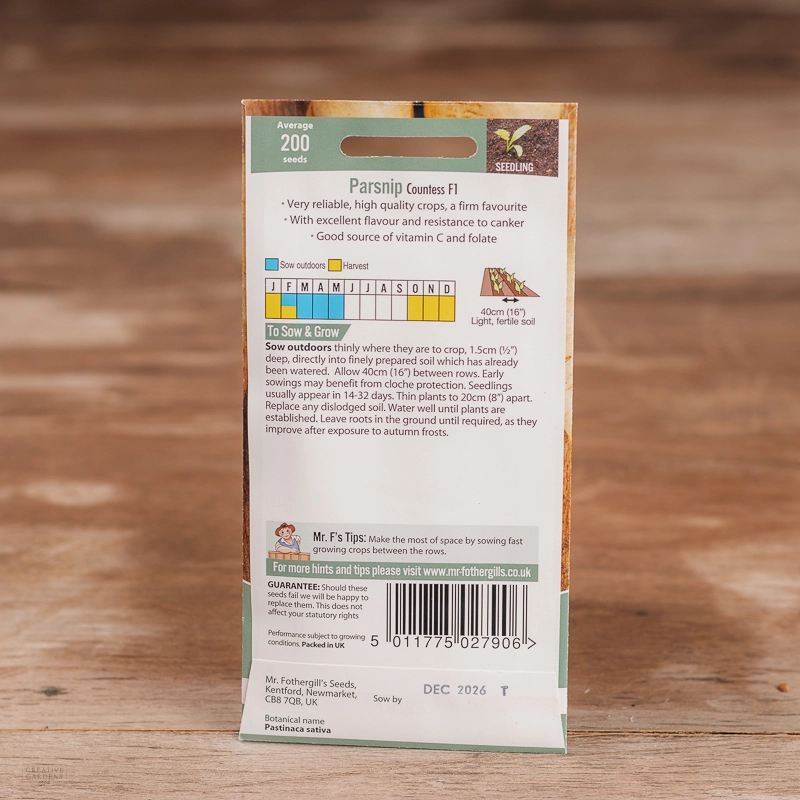 Average
200
seeds
SEEDLING
Parsnip Countess F1
• Very reliable, high quality crops, a firm favourite
• With excellent flavour and resistance to canker
• Good source of vitamin C and folate
Sow outdoors Harvest
J F M A M J J A S O N D
40cm (16")
Light, fertile soil
To Sow & Grow
Sow outdoors thinly where they are to crop, 1.5cm (½")
deep, directly into finely prepared soil which has already
been watered. Allow 40cm (16") between rows. Early
sowings may benefit from cloche protection. Seedlings
usually appear in 14-32 days. Thin plants to 20cm (8") apart.
Replace any dislodged soil. Water well until plants are
established. Leave roots in the ground until required, as they
improve after exposure to autumn frosts.
Mr. F's Tips: Make the most of space by sowing fast
growing crops between the rows.
For more hints and tips please visit www.mr-fothergills.co.uk
GUARANTEE: Should these
seeds fail we will be happy to
replace them. This does not
affect your statutory rights
Performance subject to growing
conditions. Packed in UK
5 011775 027906 >
Mr. Fothergill's Seeds,
Kentford, Newmarket,
CB8 7QB, UK
Sow by DEC 2026 T
Botanical name
Pastinaca sativa
CREATIVE
GARDENS